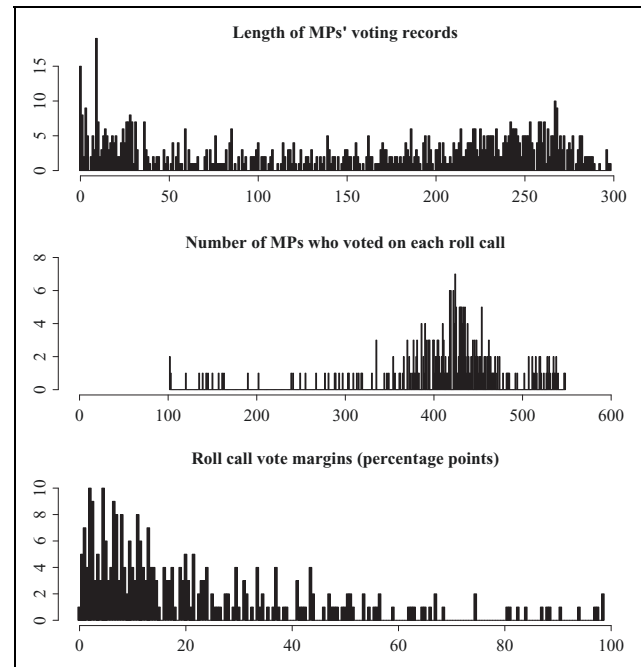 Length of MPs' voting records
15
10
5
0
0 50 100 150 200 250 300
Number of MPs who voted on each roll call
8
6
4
2
0
0 100 200 300 400 500 600
Roll call vote margins (percentage points)
10
8
6
4
2
0
0 20 40 60 80 100